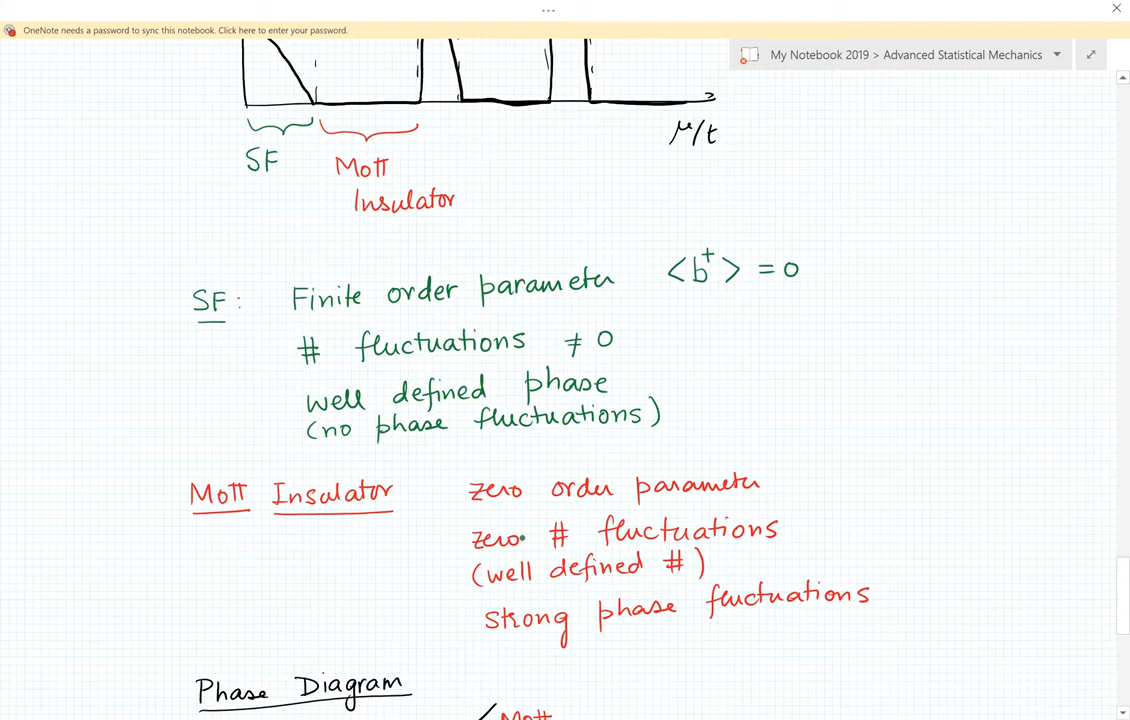 OneNote needs a password to sync this notebook. Click here to enter your password.
My Notebook 2019 > Advanced Statistical Mechanics
μ/t
SF
Mott
Insulator
SF: Finite order parameter <b†> = 0
# fluctuations ≠ 0
well defined phase
(no phase fluctuations)
Mott Insulator zero order parameter
zero # fluctuations
(well defined #)
strong phase fluctuations
Phase Diagram
Mott